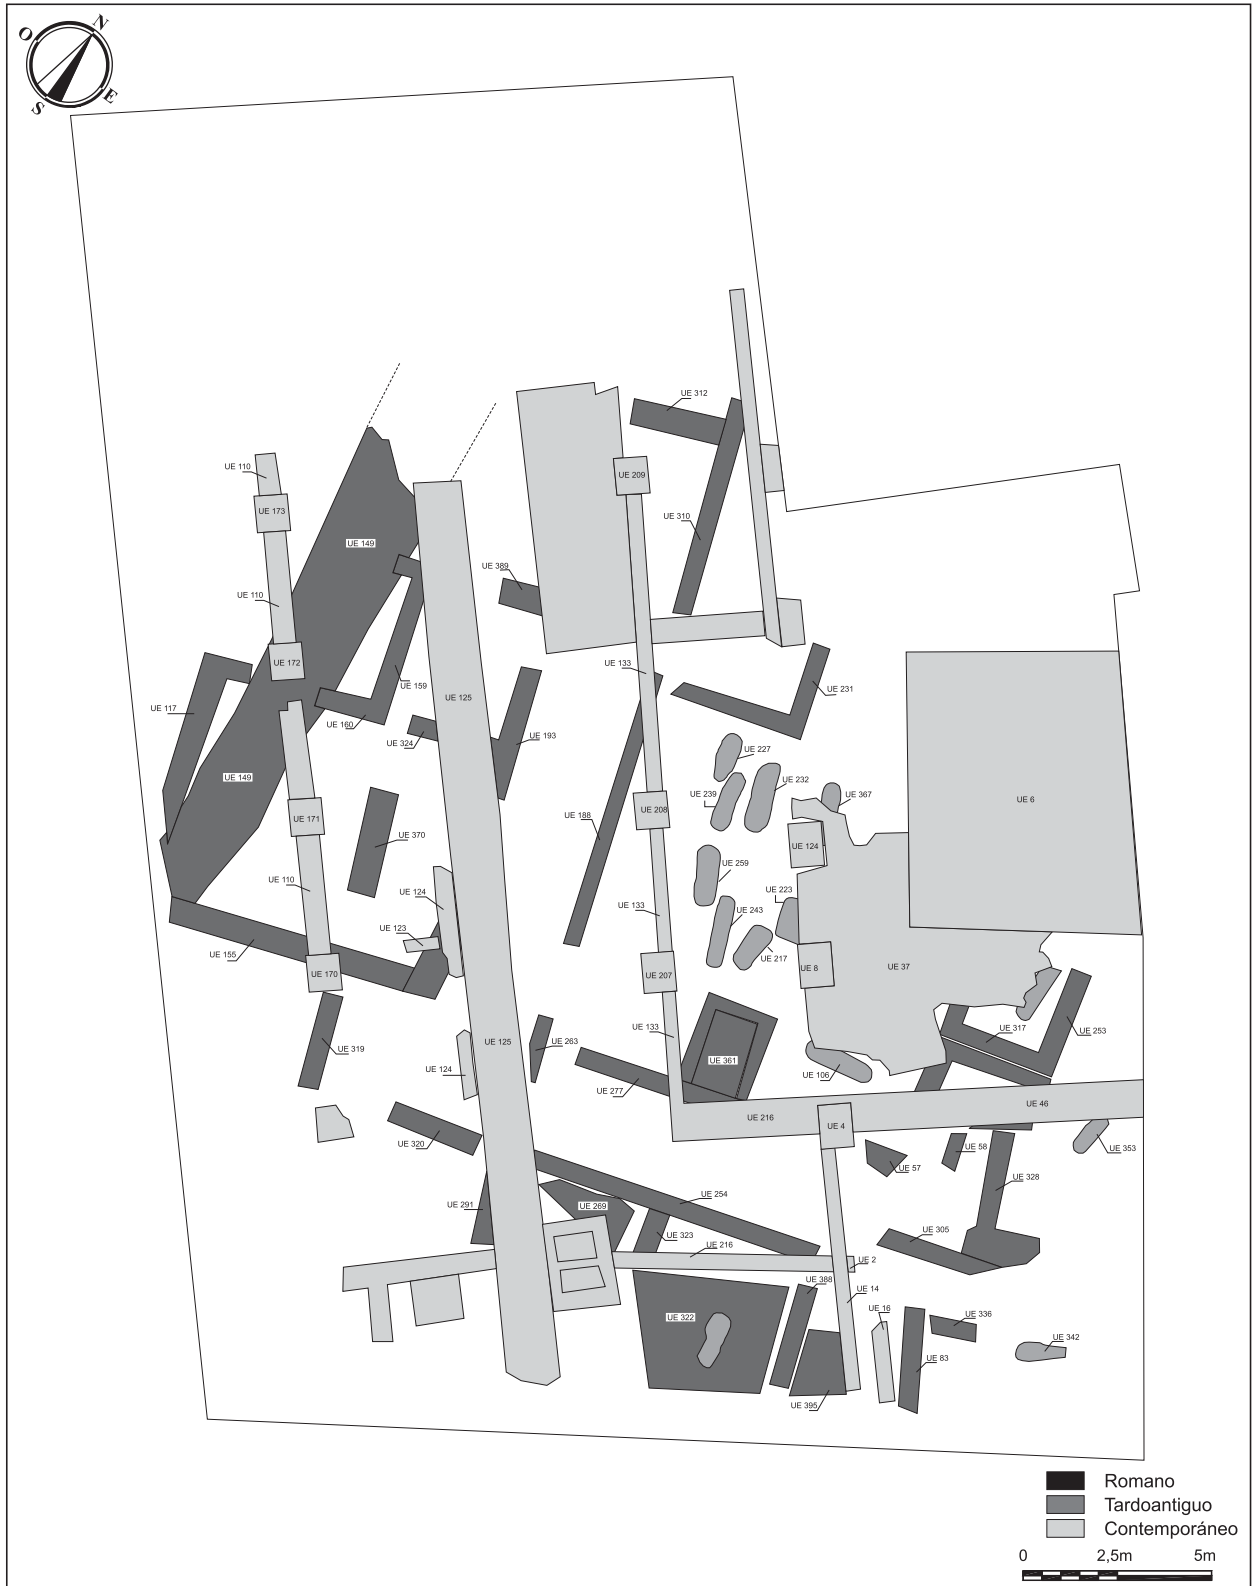 N
O
E
S
UE 312
UE 110
UE 209
UE 173
UE 310
UE 149
UE 389
UE 110
UE 172
UE 133
UE 159
UE 231
UE 125
UE 117
UE 160
UE 193
UE 324
UE 227
UE 149
UE 232
UE 239
UE 367
UE 6
UE 208
UE 188
UE 171
UE 370
UE 124
UE 259
UE 110
UE 124
UE 223
UE 133
UE 243
UE 123
UE 155
UE 217
UE 8
UE 37
UE 170
UE 207
UE 133
UE 253
UE 317
UE 125
UE 263
UE 319
UE 361
UE 124
UE 106
UE 277
UE 46
UE 216
UE 4
UE 320
UE 58
UE 353
UE 57
UE 328
UE 254
UE 291
UE 269
UE 305
UE 323
UE 216
UE 2
UE 388
UE 14
UE 16
UE 322
UE 336
UE 342
UE 83
UE 395
Romano
Tardoantiguo
Contemporáneo
0 2,5m 5m